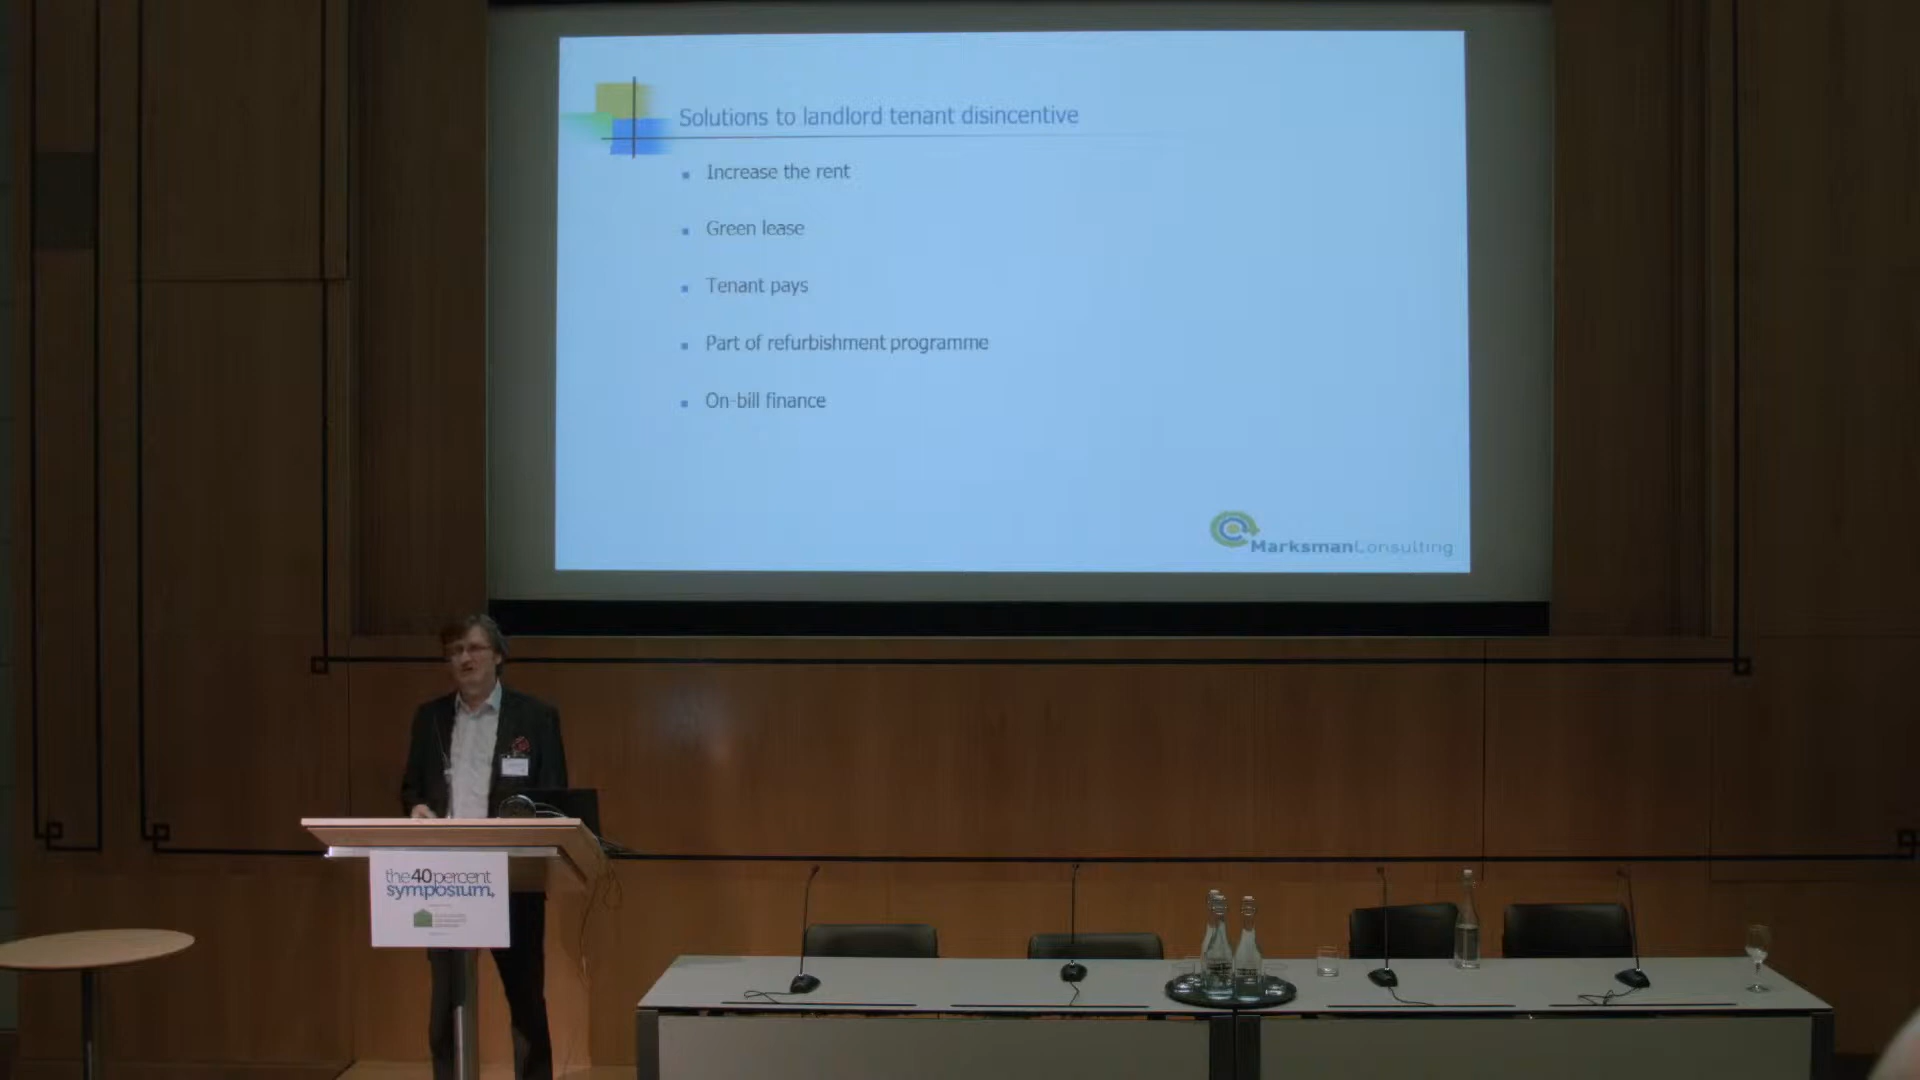 Solutions to landlord tenant disincentive
Increase the rent
Green lease
Tenant pays
Part of refurbishment programme
On-bill finance
MarksmanConsulting
the40percent
symposium,